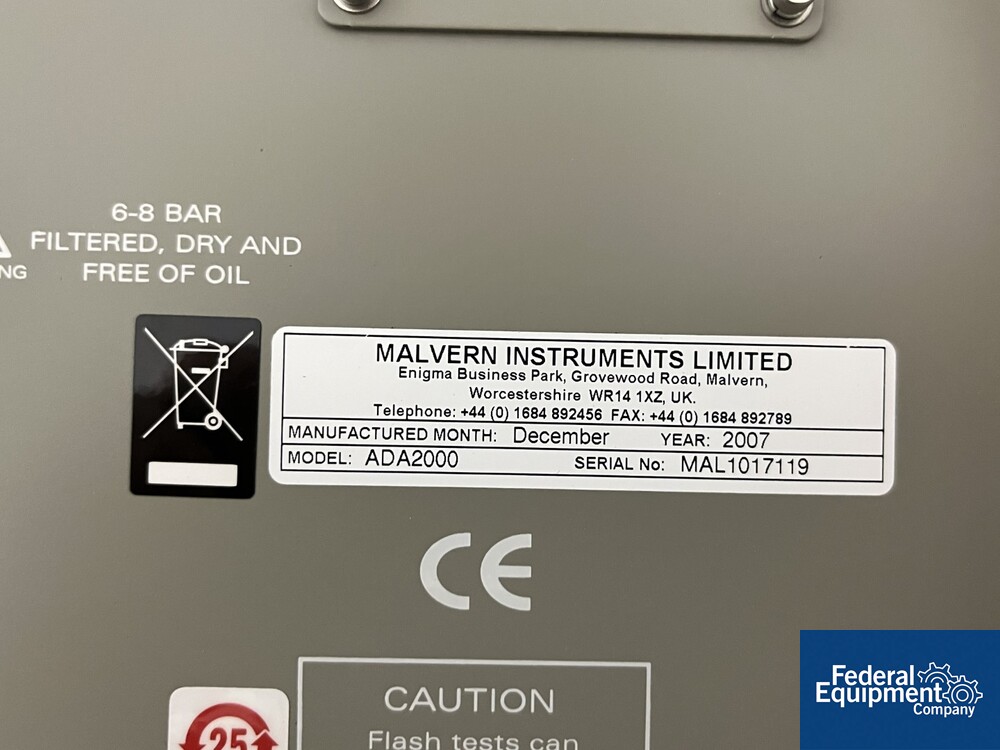 6-8 BAR
FILTERED, DRY AND
NG FREE OF OIL
MALVERN INSTRUMENTS LIMITED
Enigma Business Park, Grovewood Road, Malvern,
Worcestershire WR14 1XZ, UK.
Telephone: +44 (0) 1684 892456 FAX: +44 (0) 1684 892789
MANUFACTURED MONTH: December YEAR: 2007
MODEL: ADA2000 SERIAL No: MAL1017119
CE
CAUTION
Flash tests can
25
Federal
Equipment
Company